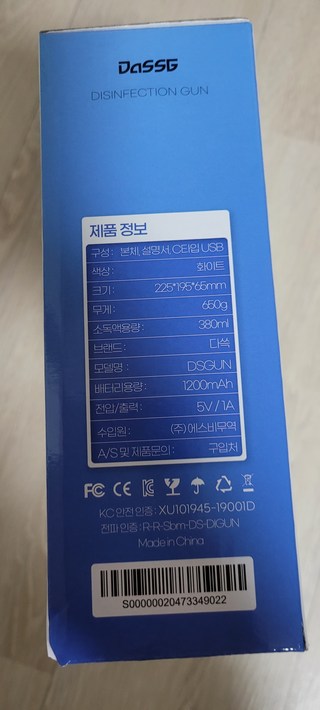 DaSSG
DISINFECTION GUN
제품 정보
구성 : 본체, 설명서, C타입 USB
색상 : 화이트
크기 : 225*195*65mm
무게 : 650g
소독액용량 : 380ml
브랜드 : 다쓱
모델명 : DSGUN
배터리용량 : 1200mAh
전압/출력 : 5V / 1A
수입원 : (주)에스비무역
A/S 및 제품문의 : 구입처
FC CE
KC 안전 인증 : XU101945-19001D
전파 인증 : R-R-Sbm-DS-DIGUN
Made in China
S00000020473349022